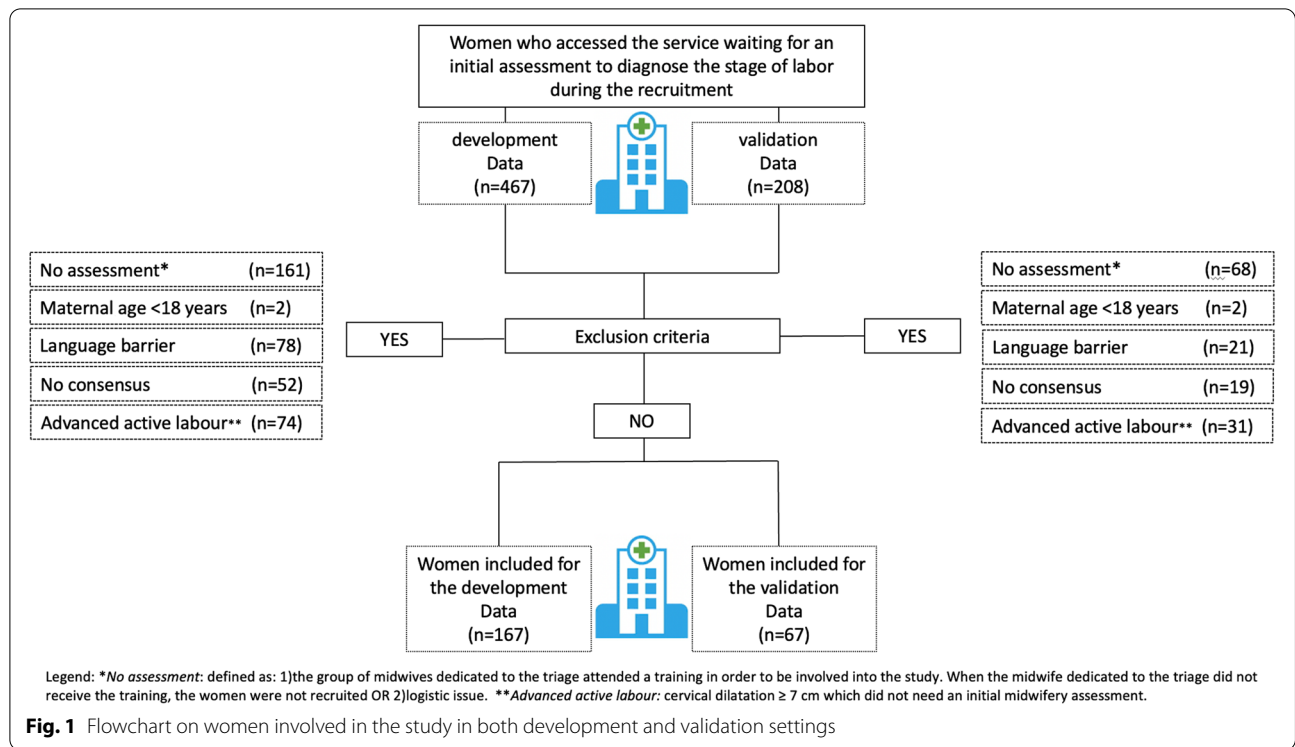 Women who accessed the service waiting for an
initial assessment to diagnose the stage of labor
during the recruitment
development
Data
(n=467)
validation
Data
(n=208)
No assessment* (n=161)
Maternal age <18 years (n=2)
Language barrier (n=78)
No consensus (n=52)
Advanced active labour** (n=74)
YES
Exclusion criteria
YES
No assessment* (n=68)
Maternal age <18 years (n=2)
Language barrier (n=21)
No consensus (n=19)
Advanced active labour** (n=31)
NO
Women included for
the development
Data
(n=167)
Women included for
the validation
Data
(n=67)
Legend: *No assessment: defined as: 1)the group of midwives dedicated to the triage attended a training in order to be involved into the study. When the midwife dedicated to the triage did not
receive the training, the women were not recruited OR 2)logistic issue. **Advanced active labour: cervical dilatation ≥ 7 cm which did not need an initial midwifery assessment.
Fig. 1 Flowchart on women involved in the study in both development and validation settings